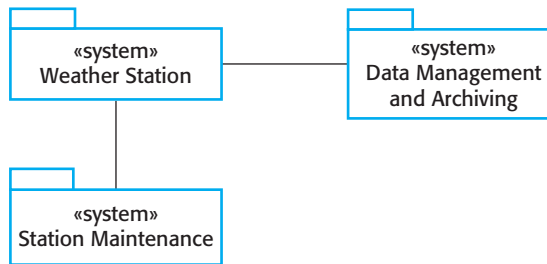 «system»
Weather Station
«system»
Data Management
and Archiving
«system»
Station Maintenance